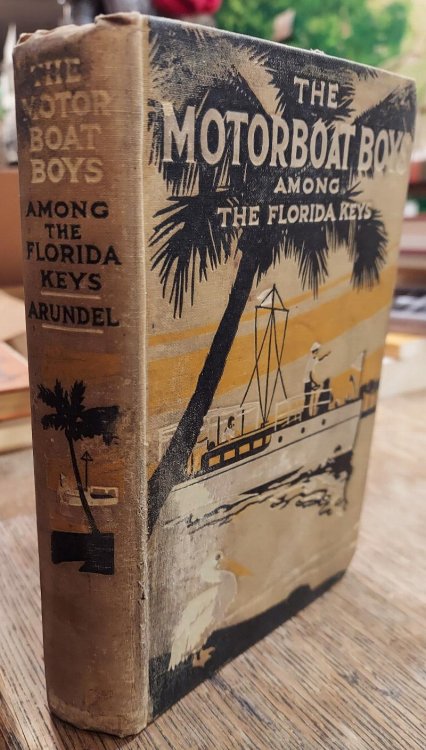 THE
MOTOR
BOAT
BOYS
AMONG
THE
FLORIDA
KEYS
ARUNDEL
THE
MOTORBOAT BOYS
AMONG
THE FLORIDA KEYS